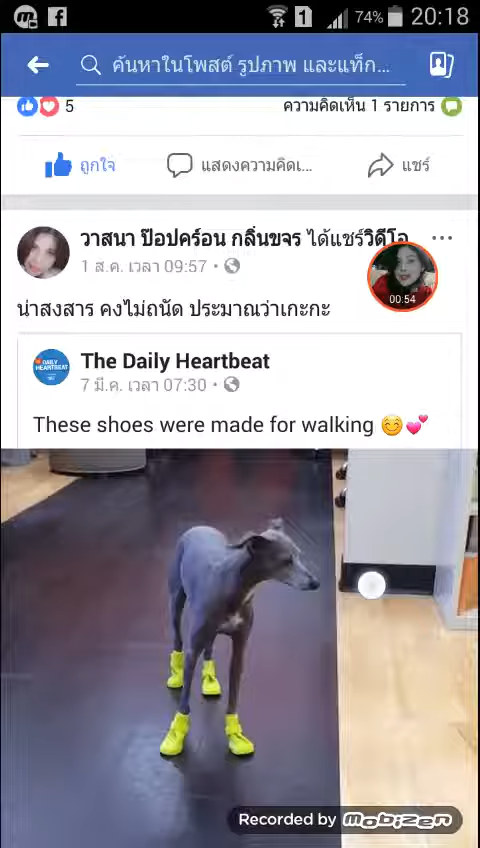 74% 20:18
ค้นหาในโพสต์ รูปภาพ และแท็ก...
5 ความคิดเห็น 1 รายการ
ถูกใจ แสดงความคิดเ... แชร์
วาสนา ป๊อปคร์อน กลิ่นขจร ได้แชร์วิดีโอ
1 ส.ค. เวลา 09:57
00:54
น่าสงสาร คงไม่ถนัด ประมาณว่าเกะกะ
DAILY
HEARTBEAT
The Daily Heartbeat
7 มี.ค. เวลา 07:30
These shoes were made for walking 😊💕
Recorded by mobizen